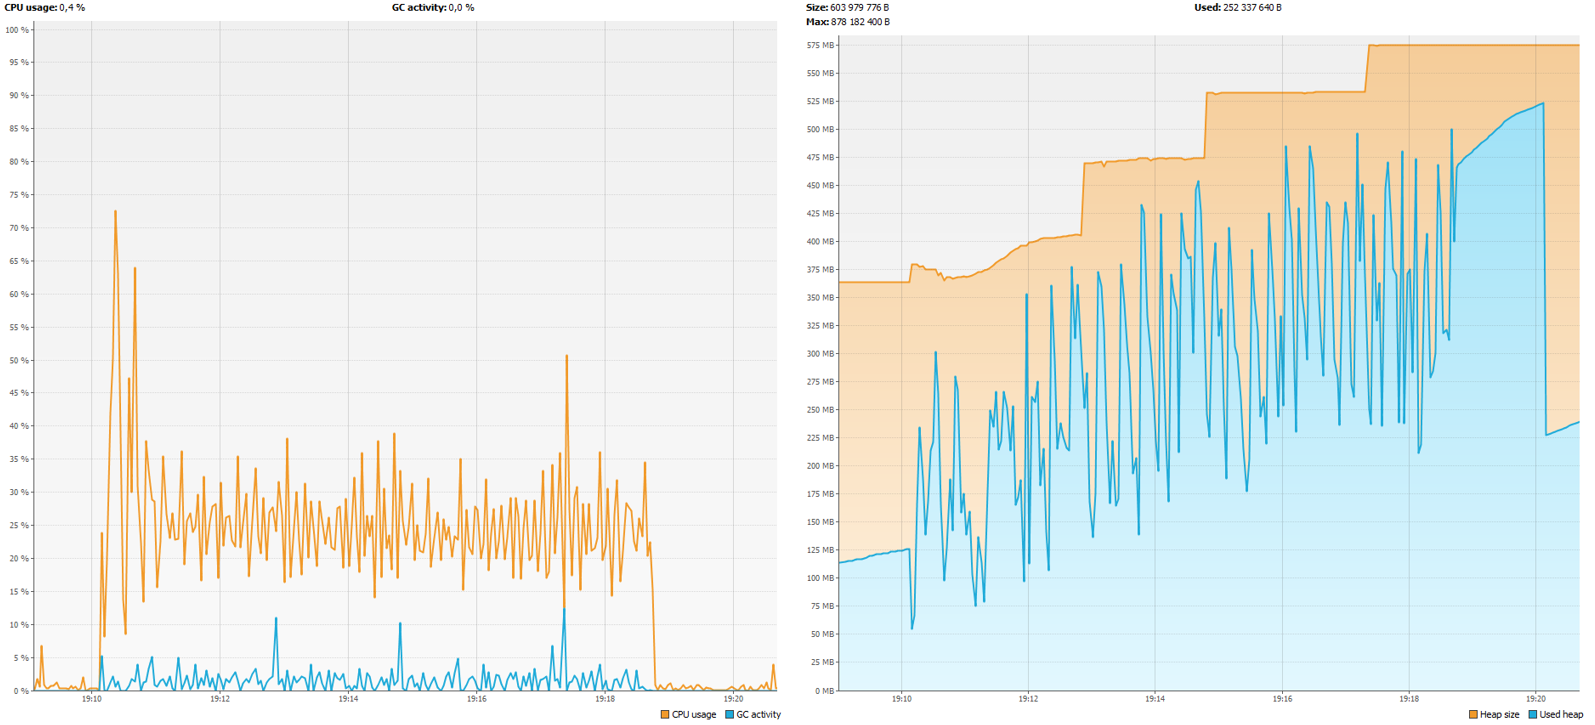 CPU usage: 0,4 %
GC activity: 0,0 %
100 %
95 %
90 %
85 %
80 %
75 %
70 %
65 %
60 %
55 %
50 %
45 %
40 %
35 %
30 %
25 %
20 %
15 %
10 %
5 %
0 %
19:10
19:12
19:14
19:16
19:18
19:20
CPU usage
GC activity
Size: 603 979 776 B
Used: 252 337 640 B
Max: 878 182 400 B
575 MB
550 MB
525 MB
500 MB
475 MB
450 MB
425 MB
400 MB
375 MB
350 MB
325 MB
300 MB
275 MB
250 MB
225 MB
200 MB
175 MB
150 MB
125 MB
100 MB
75 MB
50 MB
25 MB
0 MB
19:10
19:12
19:14
19:16
19:18
19:20
Heap size
Used heap